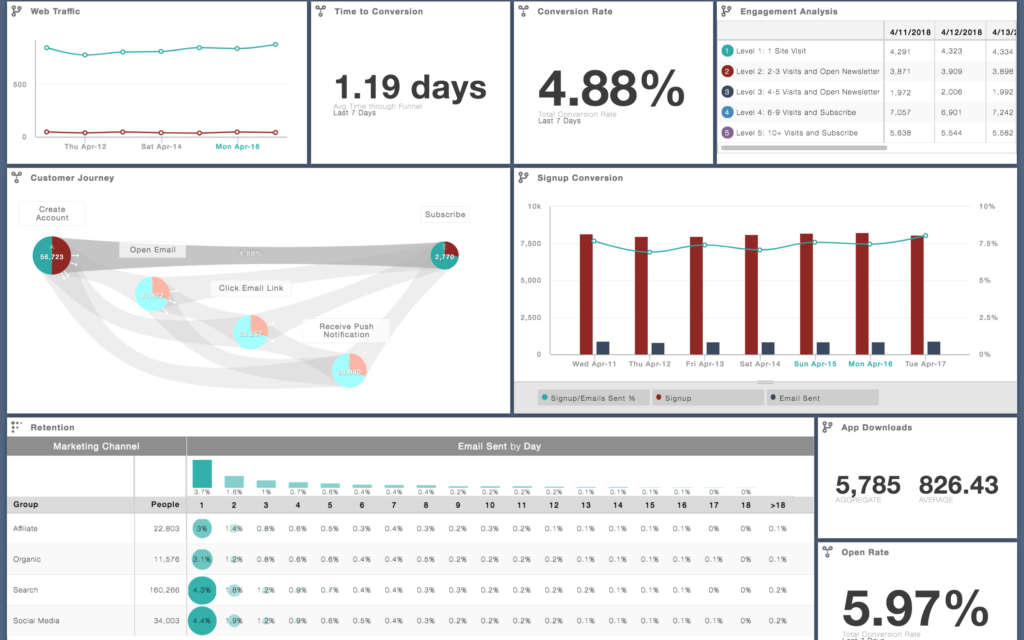 Web Traffic
500
0
Thu Apr-12
Sat Apr-14
Mon Apr-16
Time to Conversion
1.19 days
Avg Time through Funnel
Last 7 Days
Conversion Rate
4.88%
Total Conversion Rate
Last 7 Days
Engagement Analysis
4/11/2018 4/12/2018 4/13/2
1 Level 1: 1 Site Visit 4,291 4,323 4,334
2 Level 2: 2-3 Visits and Open Newsletter 3,871 3,909 3,898
3 Level 3: 4-5 Visits and Open Newsletter 1,972 2,006 1,992
4 Level 4: 6-9 Visits and Subscribe 7,057 6,901 7,242
5 Level 5: 10+ Visits and Subscribe 5,638 5,544 5,582
Customer Journey
Create
Account
Subscribe
Open Email
4.88%
56,723
2,770
Click Email Link
Receive Push
Notification
Signup Conversion
10k 10%
7,500 7.5%
5,000 5%
2,500 2.5%
0 0%
Wed Apr-11 Thu Apr-12 Fri Apr-13 Sat Apr-14 Sun Apr-15 Mon Apr-16 Tue Apr-17
Signup/Emails Sent % Signup Email Sent
Retention
Marketing Channel Email Sent by Day
3.7% 1.6% 1% 0.7% 0.6% 0.4% 0.4% 0.4% 0.2% 0.2% 0.2% 0.2% 0.1% 0.1% 0.1% 0.1% 0% 0%
Group People 1 2 3 4 5 6 7 8 9 10 11 12 13 14 15 16 17 18 >18
Affiliate 22,803 3% 1.4% 0.8% 0.6% 0.5% 0.3% 0.4% 0.3% 0.2% 0.3% 0.2% 0.1% 0.1% 0.1% 0.1% 0.1% 0% 0% 0.1%
Organic 11,576 3.1% 1.2% 0.8% 0.6% 0.6% 0.4% 0.4% 0.5% 0.2% 0.2% 0.2% 0.2% 0.1% 0.1% 0.1% 0.1% 0.1% 0% 0.1%
Search 160,266 4.3% 1.8% 1.2% 0.9% 0.7% 0.4% 0.4% 0.3% 0.3% 0.2% 0.2% 0.2% 0.2% 0.1% 0.1% 0.1% 0% 0% 0.2%
Social Media 34,003 4.4% 1.9% 1.2% 0.9% 0.6% 0.5% 0.4% 0.3% 0.3% 0.2% 0.2% 0.2% 0.2% 0.1% 0.1% 0.1% 0.1% 0% 0.2%
App Downloads
5,785 826.43
AGGREGATE AVERAGE
Open Rate
5.97%
Total Conversion Rate
Last 7 Days